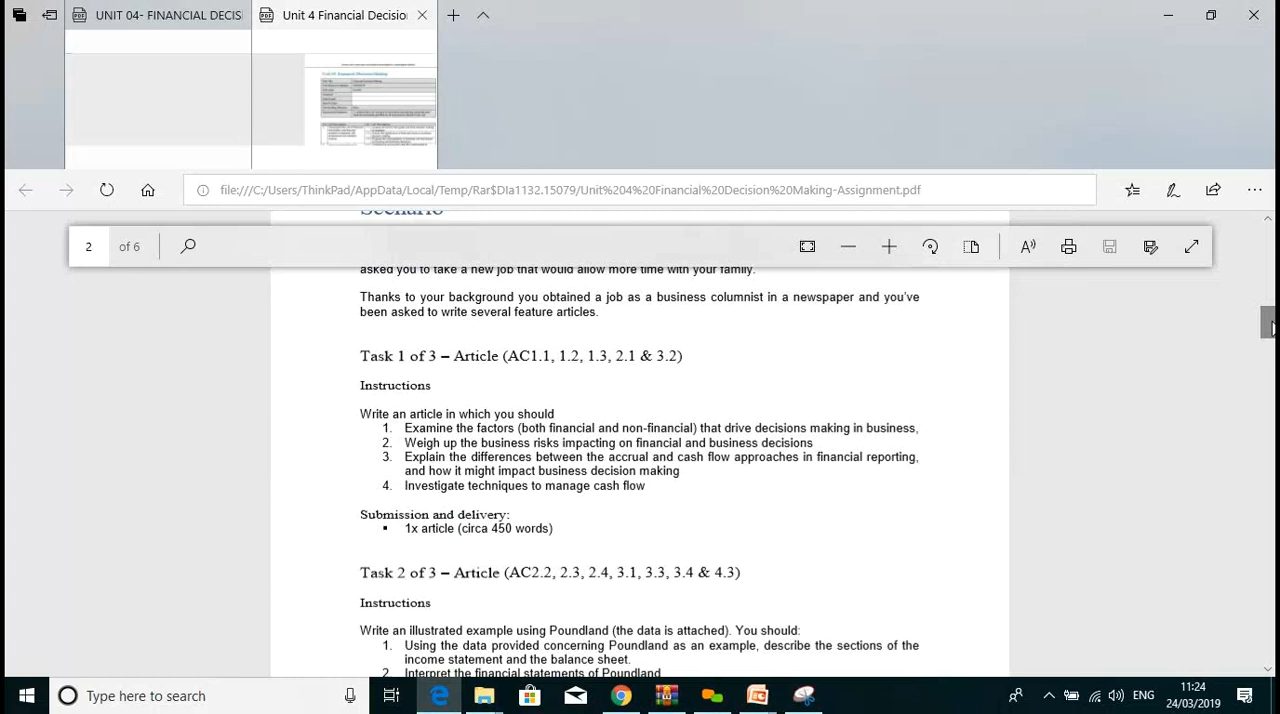 UNIT 04- FINANCIAL DECIS
Unit 4 Financial Decisio
file:///C:/Users/ThinkPad/AppData/Local/Temp/Rar$DIa1132.15079/Unit%204%20Financial%20Decision%20Making-Assignment.pdf
Scenario
2 of 6
asked you to take a new job that would allow more time with your family.
Thanks to your background you obtained a job as a business columnist in a newspaper and you've
been asked to write several feature articles.
Task 1 of 3 – Article (AC1.1, 1.2, 1.3, 2.1 & 3.2)
Instructions
Write an article in which you should
1. Examine the factors (both financial and non-financial) that drive decisions making in business,
2. Weigh up the business risks impacting on financial and business decisions
3. Explain the differences between the accrual and cash flow approaches in financial reporting,
and how it might impact business decision making
4. Investigate techniques to manage cash flow
Submission and delivery:
▪ 1x article (circa 450 words)
Task 2 of 3 – Article (AC2.2, 2.3, 2.4, 3.1, 3.3, 3.4 & 4.3)
Instructions
Write an illustrated example using Poundland (the data is attached). You should:
1. Using the data provided concerning Poundland as an example, describe the sections of the
income statement and the balance sheet.
2. Interpret the financial statements of Poundland
Type here to search
ENG
11:24
24/03/2019